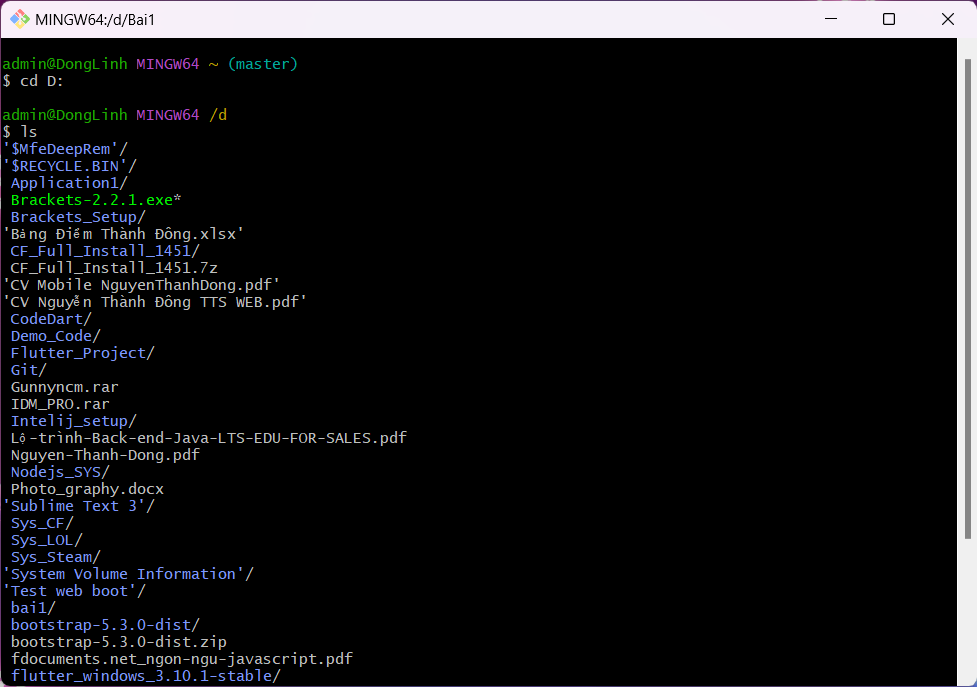 MINGW64:/d/Bai1
admin@DongLinh MINGW64 ~ (master)
$ cd D:
admin@DongLinh MINGW64 /d
$ ls
'$MfeDeepRem'/
'$RECYCLE.BIN'/
Application1/
Brackets-2.2.1.exe*
Brackets_Setup/
'Bảng Điểm Thành Đông.xlsx'
CF_Full_Install_1451/
CF_Full_Install_1451.7z
'CV Mobile NguyenThanhDong.pdf'
'CV Nguyễn Thành Đông TTS WEB.pdf'
CodeDart/
Demo_Code/
Flutter_Project/
Git/
Gunnyncm.rar
IDM_PRO.rar
Intelij_setup/
Lộ-trình-Back-end-Java-LTS-EDU-FOR-SALES.pdf
Nguyen-Thanh-Dong.pdf
Nodejs_SYS/
Photo_graphy.docx
'Sublime Text 3'/
Sys_CF/
Sys_LOL/
Sys_Steam/
'System Volume Information'/
'Test web boot'/
bai1/
bootstrap-5.3.0-dist/
bootstrap-5.3.0-dist.zip
fdocuments.net_ngon-ngu-javascript.pdf
flutter_windows_3.10.1-stable/